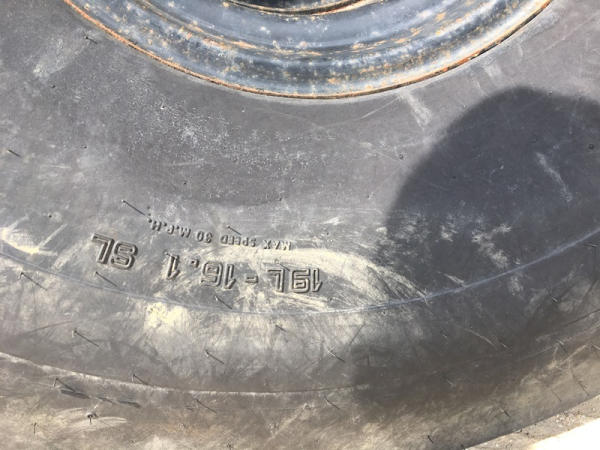 19L - 16.1 SL
MAX SPEED 30 M.P.H.